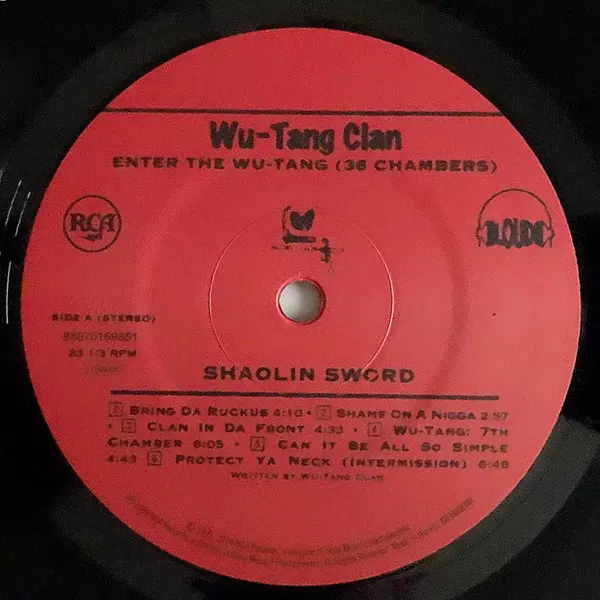 Wu-Tang Clan
ENTER THE WU-TANG (36 CHAMBERS)
RCA
LOUD
SIDE A (STEREO)
88875169851
33 1/3 RPM
SHAOLIN SWORD
1 BRING DA RUCKUS 4:10 • 2 SHAME ON A NIGGA 2:57
• 3 CLAN IN DA FRONT 4:33 • 4 WU-TANG: 7TH
CHAMBER 6:05 • 5 CAN IT BE ALL SO SIMPLE
4:43 6 PROTECT YA NECK (INTERMISSION) 6:48
WRITTEN BY WU-TANG CLAN